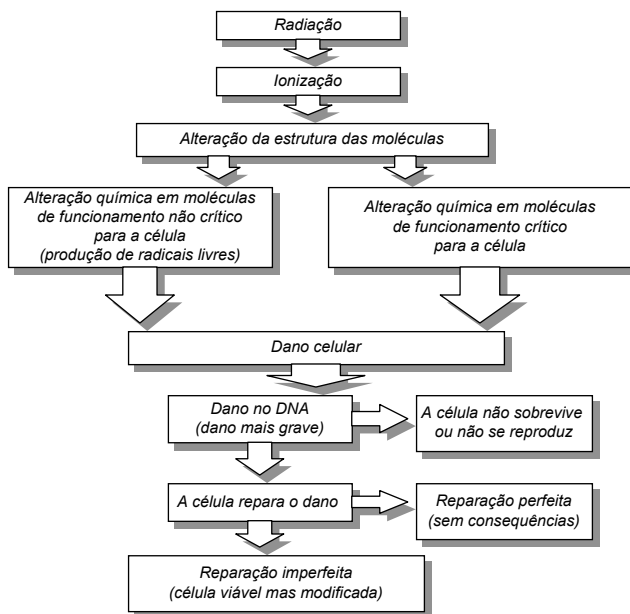 Radiação
Ionização
Alteração da estrutura das moléculas
Alteração química em moléculas
de funcionamento não crítico
para a célula
(produção de radicais livres)
Alteração química em moléculas
de funcionamento crítico
para a célula
Dano celular
Dano no DNA
(dano mais grave)
A célula não sobrevive
ou não se reproduz
A célula repara o dano
Reparação perfeita
(sem consequências)
Reparação imperfeita
(célula viável mas modificada)